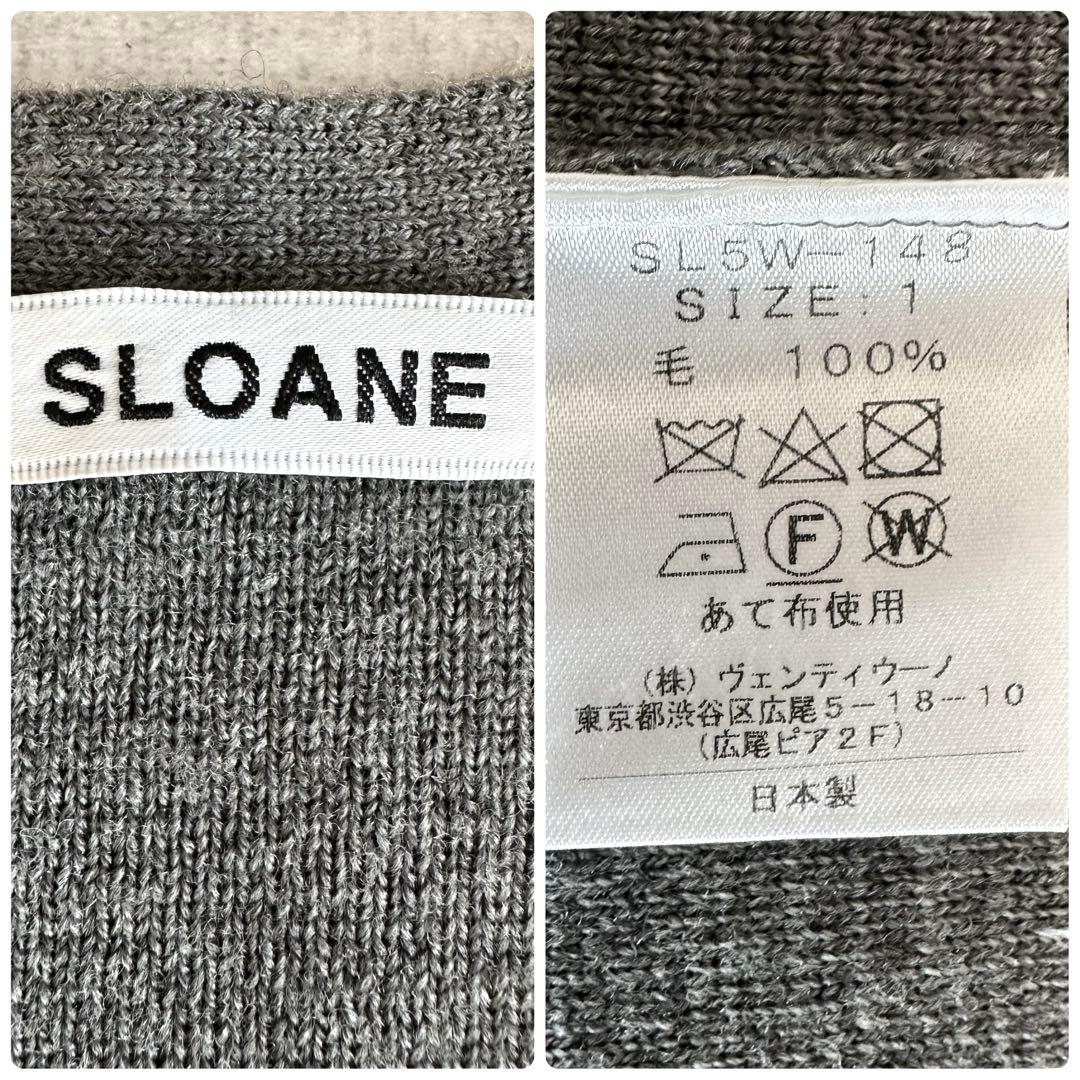 SLOANE
SL5W-148
SIZE:1
毛 100%
F W
あて布使用
(株)ヴェンティウーノ
東京都渋谷区広尾5-18-10
(広尾ピア2F)
日本製